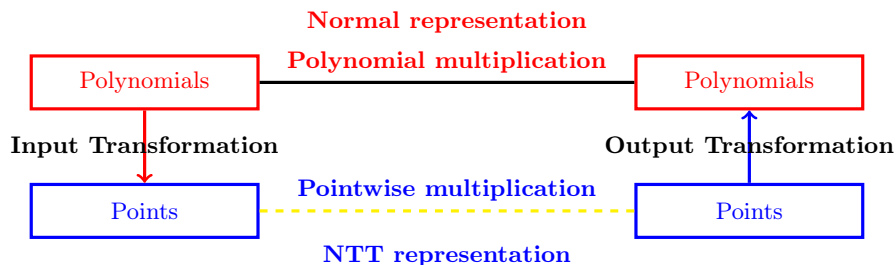 Normal representation
Polynomial multiplication
Polynomials
Polynomials
Input Transformation
Output Transformation
Pointwise multiplication
Points
Points
NTT representation